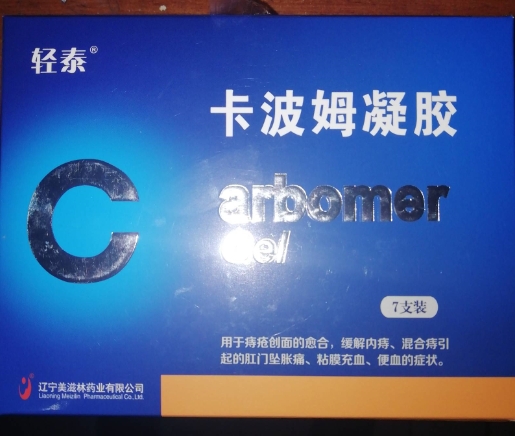 轻泰®
卡波姆凝胶
Carbomer
Gel
7支装
用于痔疮创面的愈合，缓解内痔、混合痔引
起的肛门坠胀痛、粘膜充血、便血的症状。
辽宁美滋林药业有限公司
Liaoning Meizilin Pharmaceutical Co.,Ltd.